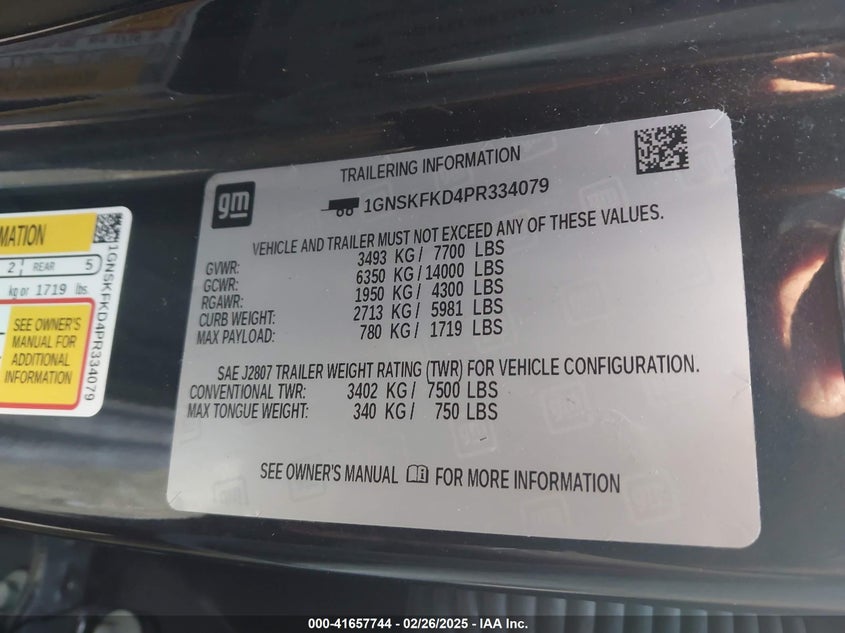 MATION
2 REAR 5
kg or 1719 lbs.
SEE OWNER'S
MANUAL FOR
ADDITIONAL
INFORMATION
1GNSKFKD4PR334079
gm
TRAILERING INFORMATION
1GNSKFKD4PR334079
VEHICLE AND TRAILER MUST NOT EXCEED ANY OF THESE VALUES.
GVWR: 3493 KG / 7700 LBS
GCWR: 6350 KG / 14000 LBS
RGAWR: 1950 KG / 4300 LBS
CURB WEIGHT: 2713 KG / 5981 LBS
MAX PAYLOAD: 780 KG / 1719 LBS
SAE J2807 TRAILER WEIGHT RATING (TWR) FOR VEHICLE CONFIGURATION.
CONVENTIONAL TWR: 3402 KG / 7500 LBS
MAX TONGUE WEIGHT: 340 KG / 750 LBS
SEE OWNER'S MANUAL FOR MORE INFORMATION
000-41657744 - 02/26/2025 - IAA Inc.